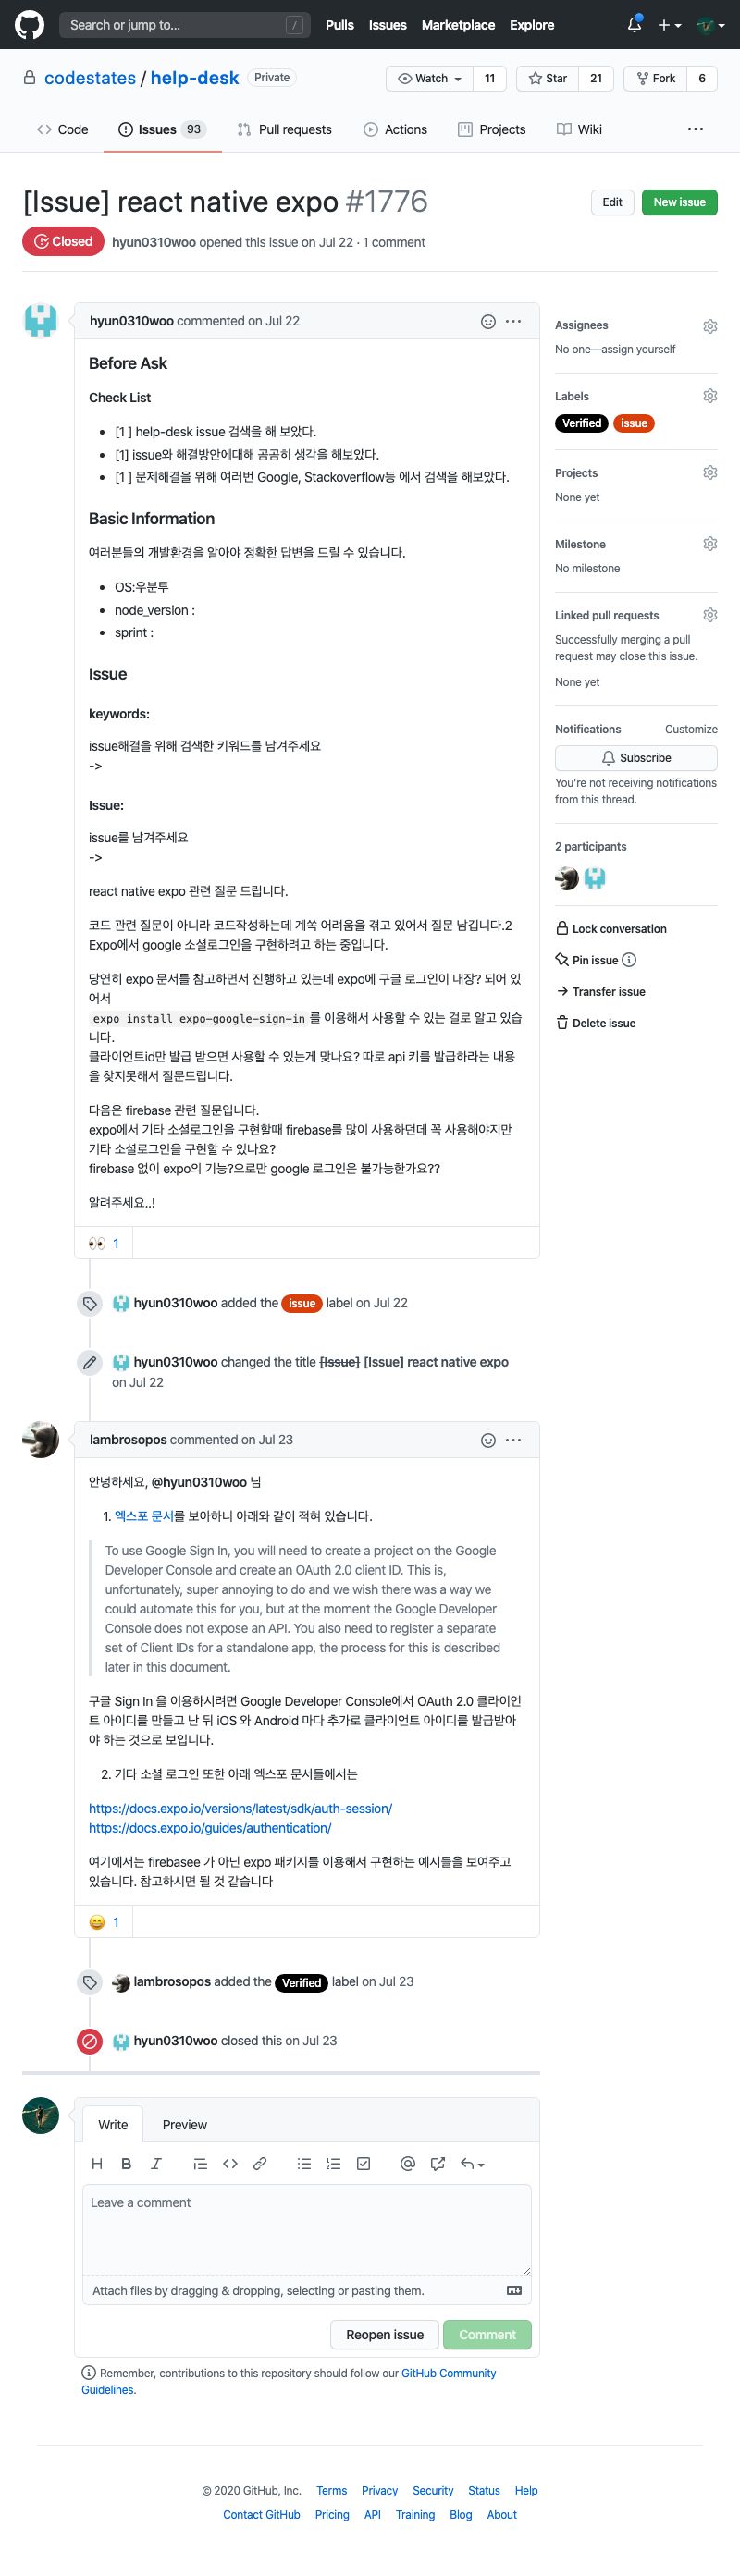 Search or jump to...
/
Pulls Issues Marketplace Explore
codestates / help-desk Private
Watch 11 Star 21 Fork 6
Code Issues 93 Pull requests Actions Projects Wiki
[Issue] react native expo #1776
Edit New issue
Closed hyun0310woo opened this issue on Jul 22 · 1 comment
hyun0310woo commented on Jul 22
Before Ask
Check List
• [1 ] help-desk issue 검색을 해 보았다.
• [1] issue와 해결방안에대해 곰곰히 생각을 해보았다.
• [1 ] 문제해결을 위해 여러번 Google, Stackoverflow등 에서 검색을 해보았다.
Basic Information
여러분들의 개발환경을 알아야 정확한 답변을 드릴 수 있습니다.
• OS:우분투
• node_version :
• sprint :
Issue
keywords:
issue해결을 위해 검색한 키워드를 남겨주세요
->
Issue:
issue를 남겨주세요
->
react native expo 관련 질문 드립니다.
코드 관련 질문이 아니라 코드작성하는데 계쏙 어려움을 겪고 있어서 질문 남깁니다.2
Expo에서 google 소셜로그인을 구현하려고 하는 중입니다.
당연히 expo 문서를 참고하면서 진행하고 있는데 expo에 구글 로그인이 내장? 되어 있
어서
expo install expo-google-sign-in 를 이용해서 사용할 수 있는 걸로 알고 있습
니다.
클라이언트id만 발급 받으면 사용할 수 있는게 맞나요? 따로 api 키를 발급하라는 내용
을 찾지못해서 질문드립니다.
다음은 firebase 관련 질문입니다.
expo에서 기타 소셜로그인을 구현할때 firebase를 많이 사용하던데 꼭 사용해야지만
기타 소셜로그인을 구현할 수 있나요?
firebase 없이 expo의 기능?으로만 google 로그인은 불가능한가요??
알려주세요..!
👀 1
hyun0310woo added the issue label on Jul 22
hyun0310woo changed the title [Issue] [Issue] react native expo
on Jul 22
lambrosopos commented on Jul 23
안녕하세요, @hyun0310woo 님
1. 엑스포 문서를 보아하니 아래와 같이 적혀 있습니다.
To use Google Sign In, you will need to create a project on the Google
Developer Console and create an OAuth 2.0 client ID. This is,
unfortunately, super annoying to do and we wish there was a way we
could automate this for you, but at the moment the Google Developer
Console does not expose an API. You also need to register a separate
set of Client IDs for a standalone app, the process for this is described
later in this document.
구글 Sign In 을 이용하시려면 Google Developer Console에서 OAuth 2.0 클라이언
트 아이디를 만들고 난 뒤 iOS 와 Android 마다 추가로 클라이언트 아이디를 발급받아
야 하는 것으로 보입니다.
2. 기타 소셜 로그인 또한 아래 엑스포 문서들에서는
https://docs.expo.io/versions/latest/sdk/auth-session/
https://docs.expo.io/guides/authentication/
여기에서는 firebasee 가 아닌 expo 패키지를 이용해서 구현하는 예시들을 보여주고
있습니다. 참고하시면 될 것 같습니다
😄 1
lambrosopos added the Verified label on Jul 23
hyun0310woo closed this on Jul 23
Assignees
No one—assign yourself
Labels
Verified issue
Projects
None yet
Milestone
No milestone
Linked pull requests
Successfully merging a pull
request may close this issue.
None yet
Notifications Customize
Subscribe
You're not receiving notifications
from this thread.
2 participants
Lock conversation
Pin issue
Transfer issue
Delete issue
Write Preview
Leave a comment
Attach files by dragging & dropping, selecting or pasting them.
Reopen issue Comment
Remember, contributions to this repository should follow our GitHub Community
Guidelines.
© 2020 GitHub, Inc. Terms Privacy Security Status Help
Contact GitHub Pricing API Training Blog About